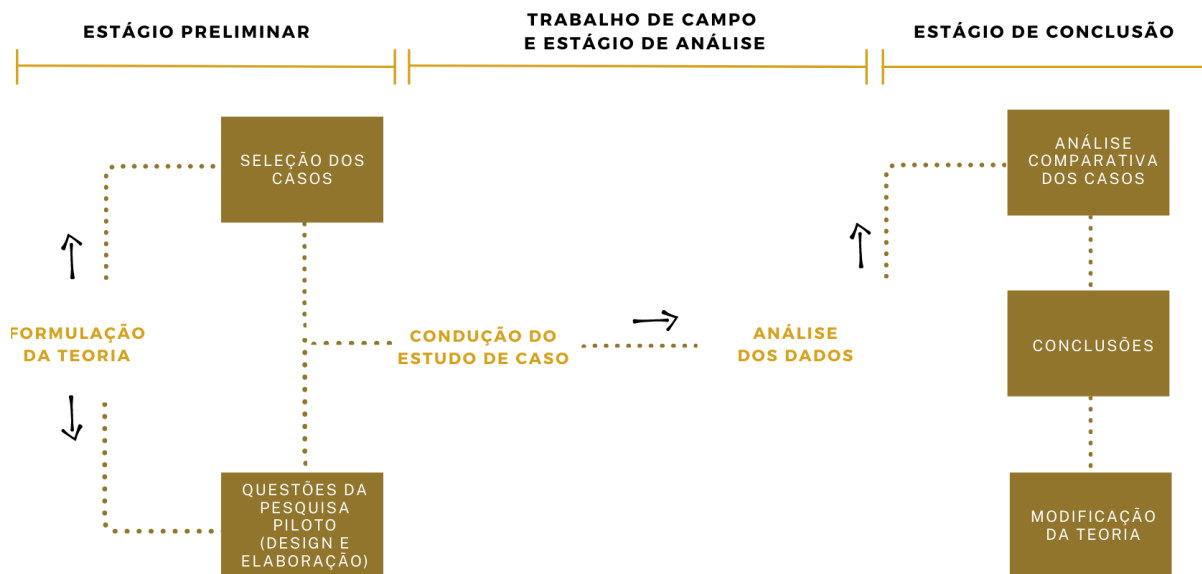 ESTÁGIO PRELIMINAR
TRABALHO DE CAMPO
E ESTÁGIO DE ANÁLISE
ESTÁGIO DE CONCLUSÃO
SELEÇÃO DOS
CASOS
FORMULAÇÃO
DA TEORIA
QUESTÕES DA
PESQUISA
PILOTO
(DESIGN E
ELABORAÇÃO)
CONDUÇÃO DO
ESTUDO DE CASO
ANÁLISE
DOS DADOS
ANÁLISE
COMPARATIVA
DOS CASOS
CONCLUSÕES
MODIFICAÇÃO
DA TEORIA